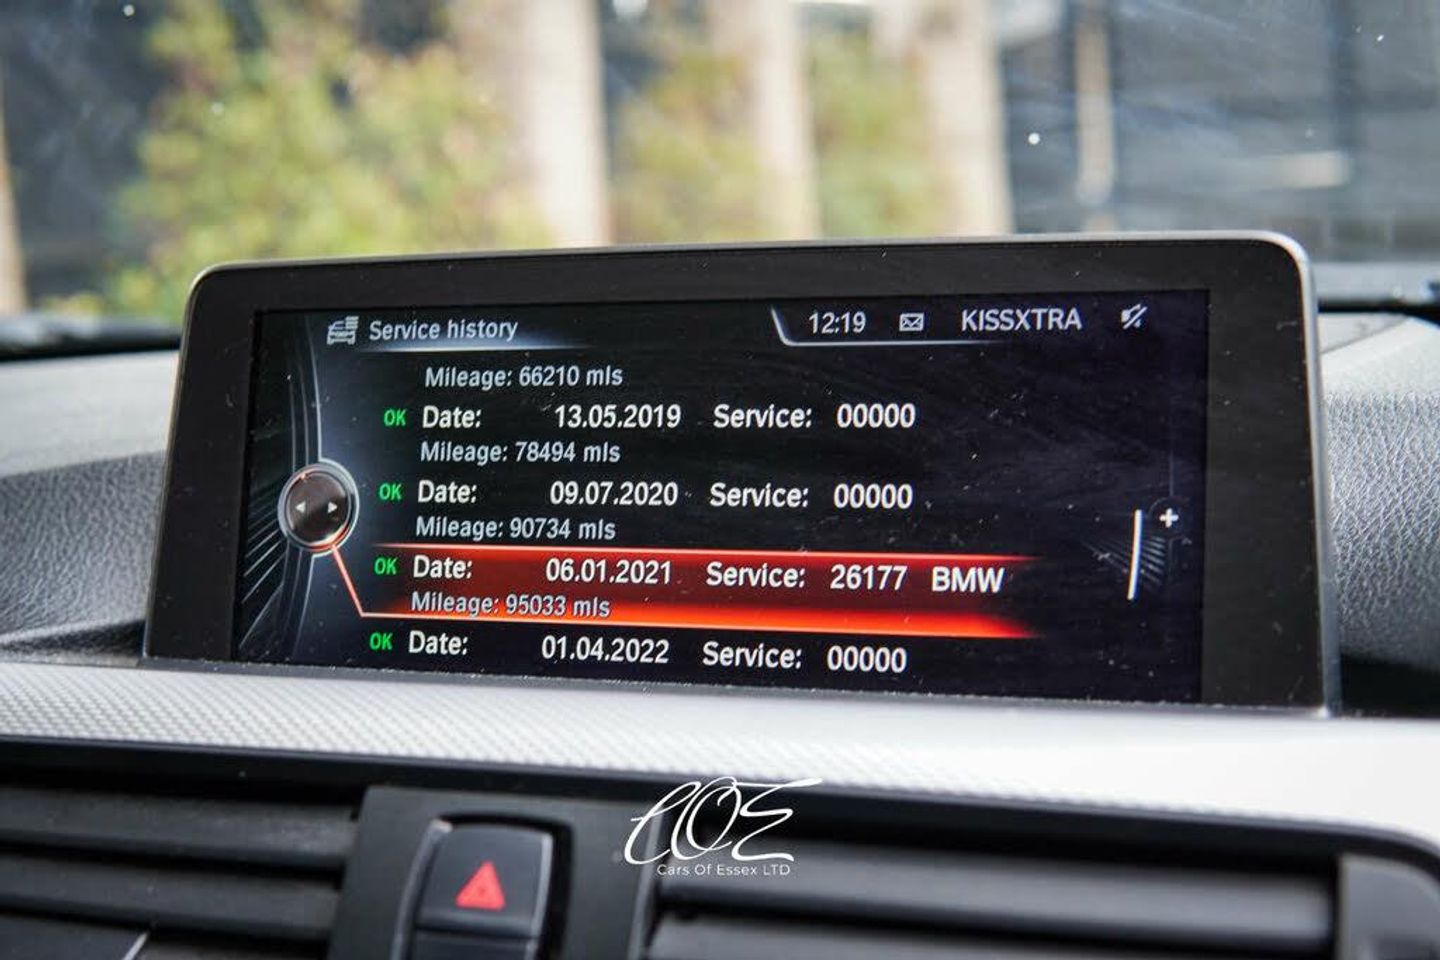 Service history 12:19 KISSXTRA
Mileage: 66210 mls
OK Date: 13.05.2019 Service: 00000
Mileage: 78494 mls
OK Date: 09.07.2020 Service: 00000
Mileage: 90734 mls
OK Date: 06.01.2021 Service: 26177 BMW
Mileage: 95033 mls
OK Date: 01.04.2022 Service: 00000
COE
Cars Of Essex LTD